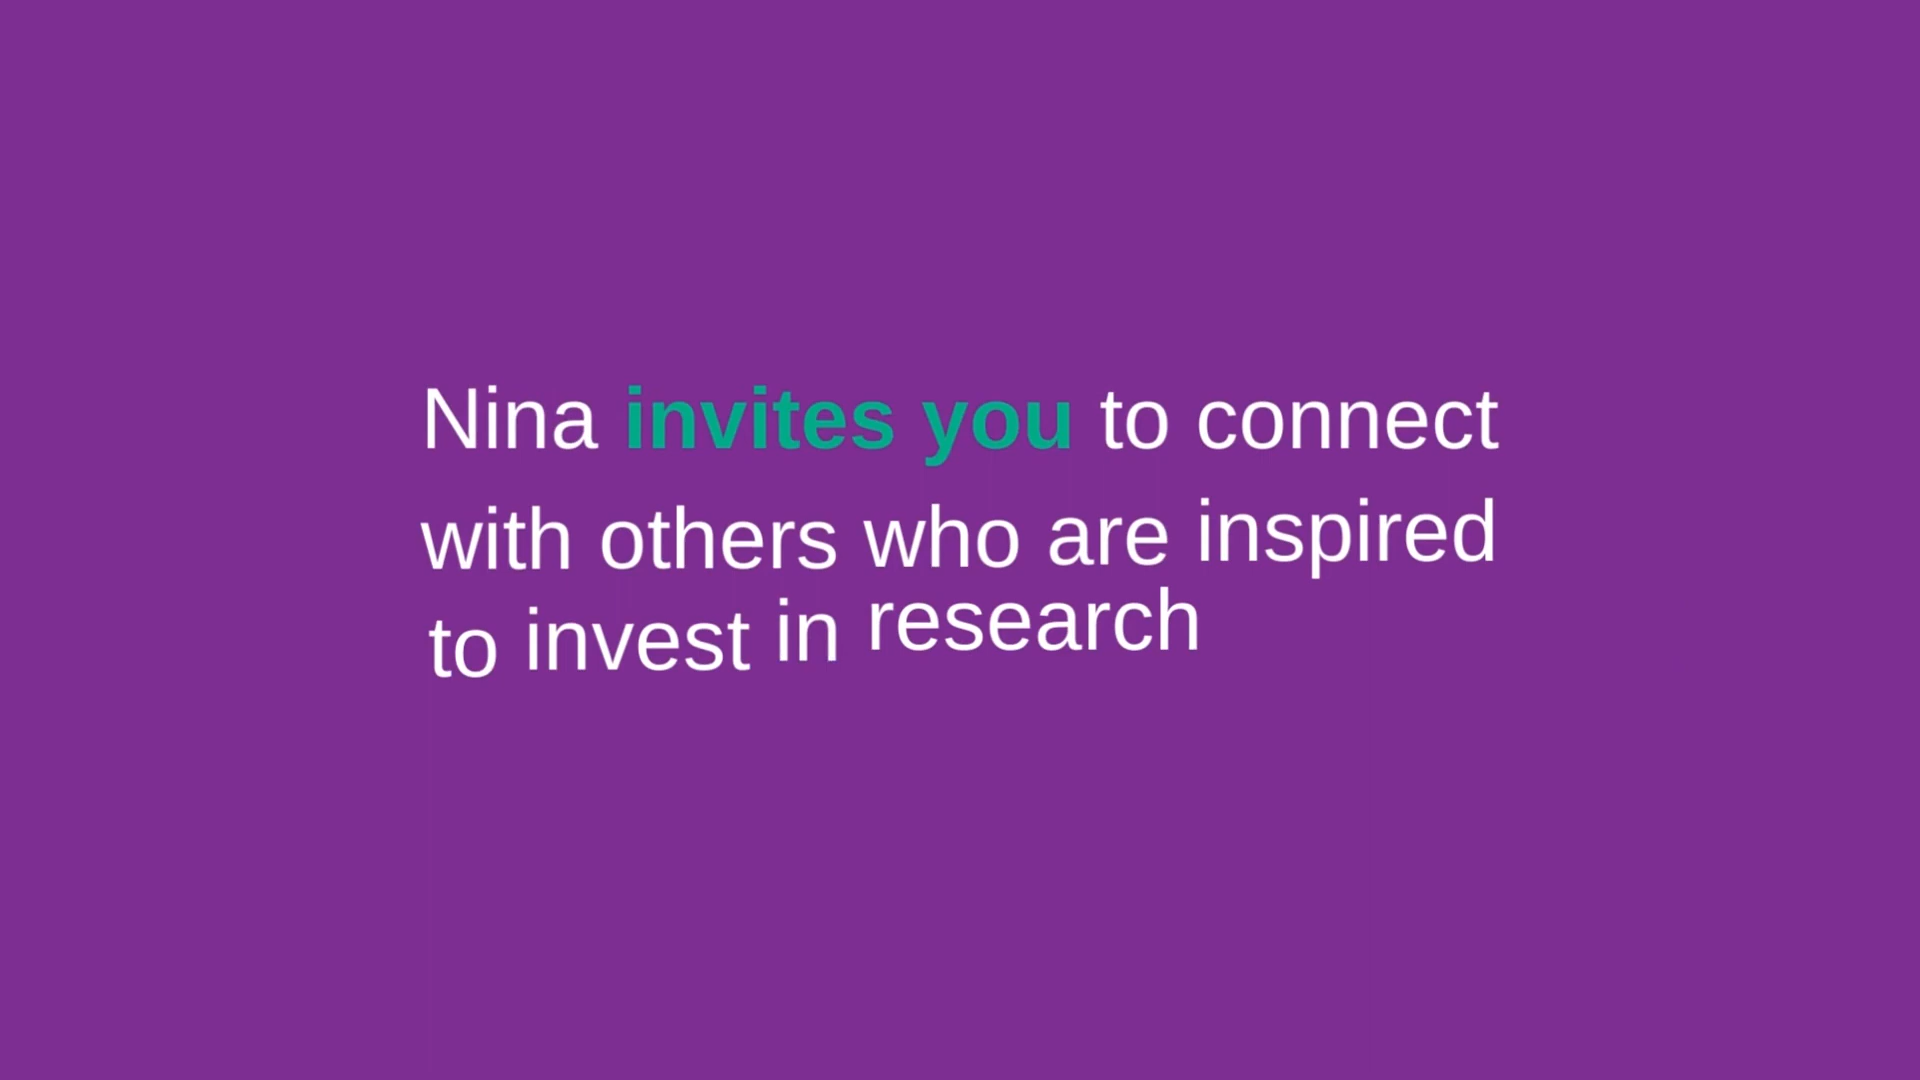 Nina invites you to connect
with others who are inspired
to invest in research